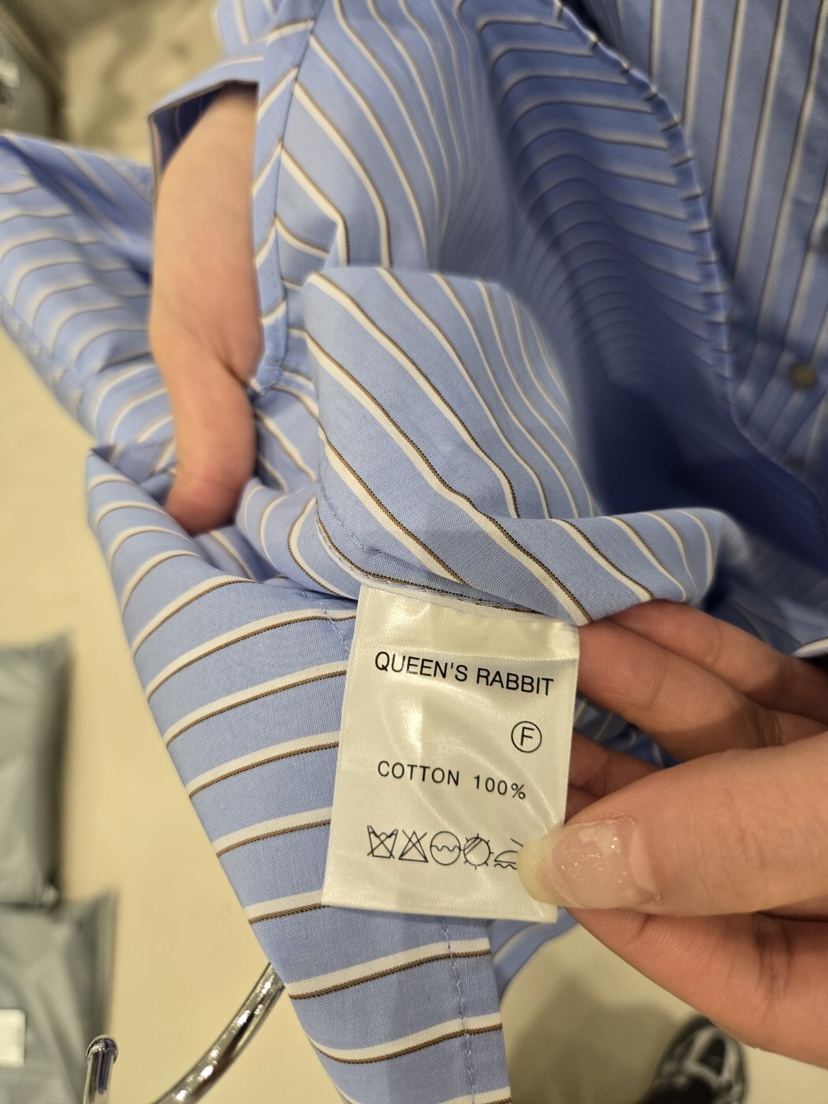 QUEEN'S RABBIT
Ⓕ
COTTON 100%